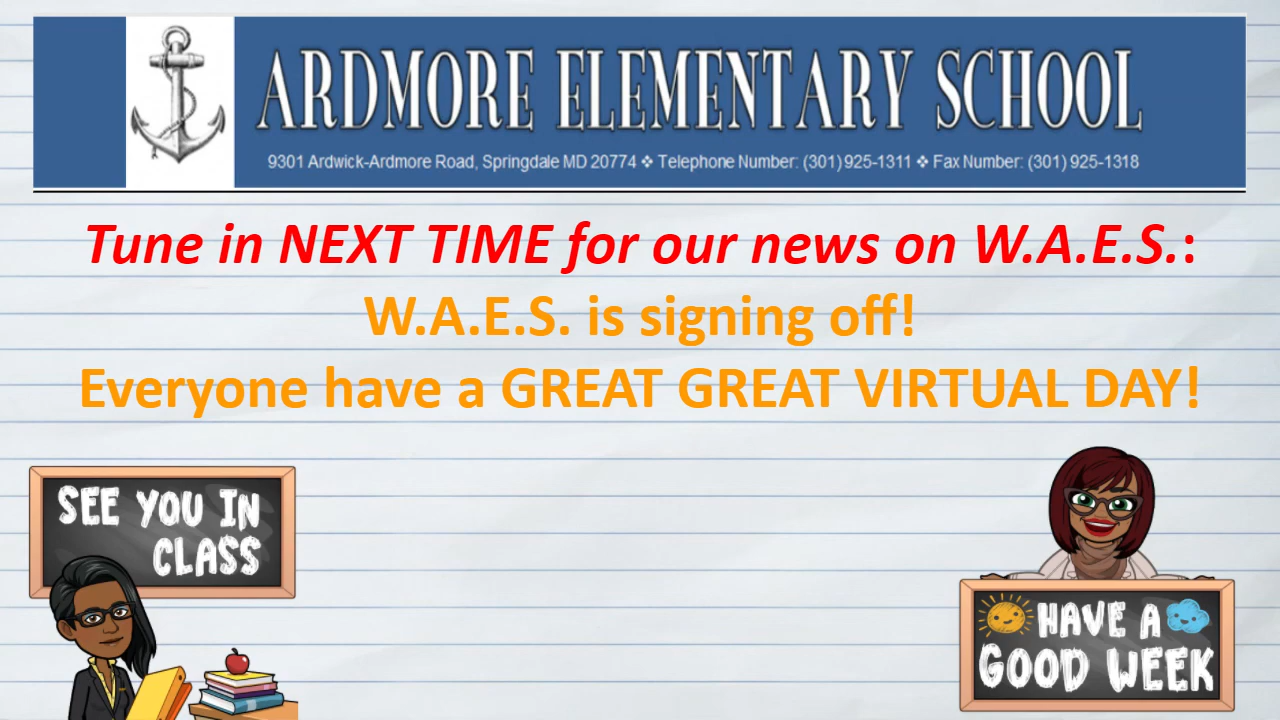 ARDMORE ELEMENTARY SCHOOL
9301 Ardwick-Ardmore Road, Springdale MD 20774 ❖ Telephone Number: (301) 925-1311 ❖ Fax Number: (301) 925-1318
Tune in NEXT TIME for our news on W.A.E.S.:
W.A.E.S. is signing off!
Everyone have a GREAT GREAT VIRTUAL DAY!
SEE YOU IN
CLASS
HAVE A
GOOD WEEK